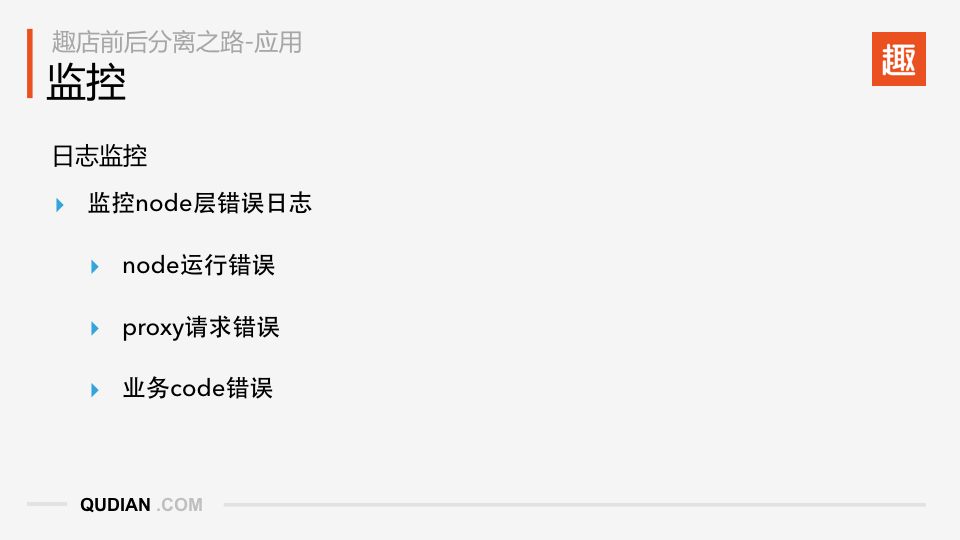 趣店前后分离之路-应用
监控
趣
日志监控
监控node层错误日志
node运行错误
proxy请求错误
业务code错误
QUDIAN .COM